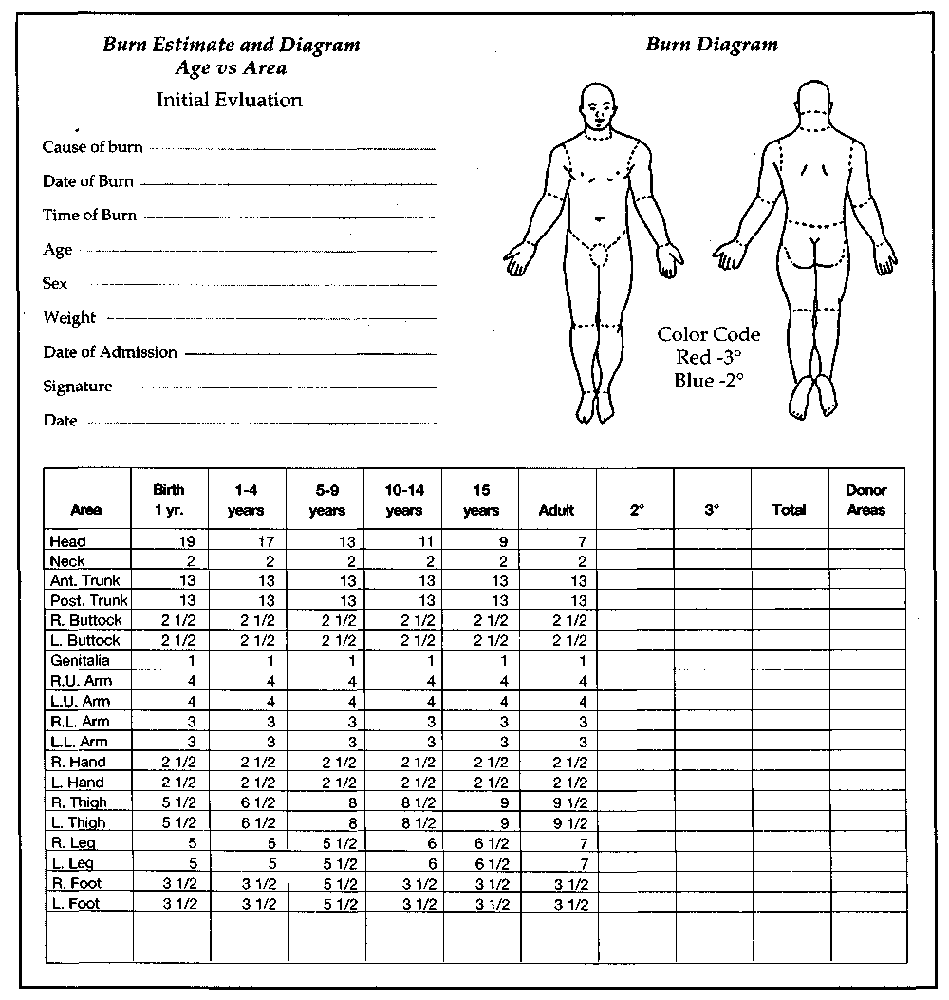 Burn Estimate and Diagram
Age vs Area
Initial Evluation
Cause of burn
Date of Burn
Time of Burn
Age
Sex
Weight
Date of Admission
Signature
Date
Burn Diagram
Color Code
Red -3°
Blue -2°
Area Birth 1 yr. 1-4 years 5-9 years 10-14 years 15 years Adult 2° 3° Total Donor Areas
Head 19 17 13 11 9 7
Neck 2 2 2 2 2 2
Ant. Trunk 13 13 13 13 13 13
Post. Trunk 13 13 13 13 13 13
R. Buttock 2 1/2 2 1/2 2 1/2 2 1/2 2 1/2 2 1/2
L. Buttock 2 1/2 2 1/2 2 1/2 2 1/2 2 1/2 2 1/2
Genitalia 1 1 1 1 1 1
R.U. Arm 4 4 4 4 4 4
L.U. Arm 4 4 4 4 4 4
R.L. Arm 3 3 3 3 3 3
L.L. Arm 3 3 3 3 3 3
R. Hand 2 1/2 2 1/2 2 1/2 2 1/2 2 1/2 2 1/2
L. Hand 2 1/2 2 1/2 2 1/2 2 1/2 2 1/2 2 1/2
R. Thigh 5 1/2 6 1/2 8 8 1/2 9 9 1/2
L. Thigh 5 1/2 6 1/2 8 8 1/2 9 9 1/2
R. Leg 5 5 5 1/2 6 6 1/2 7
L. Leg 5 5 5 1/2 6 6 1/2 7
R. Foot 3 1/2 3 1/2 5 1/2 3 1/2 3 1/2 3 1/2
L. Foot 3 1/2 3 1/2 5 1/2 3 1/2 3 1/2 3 1/2